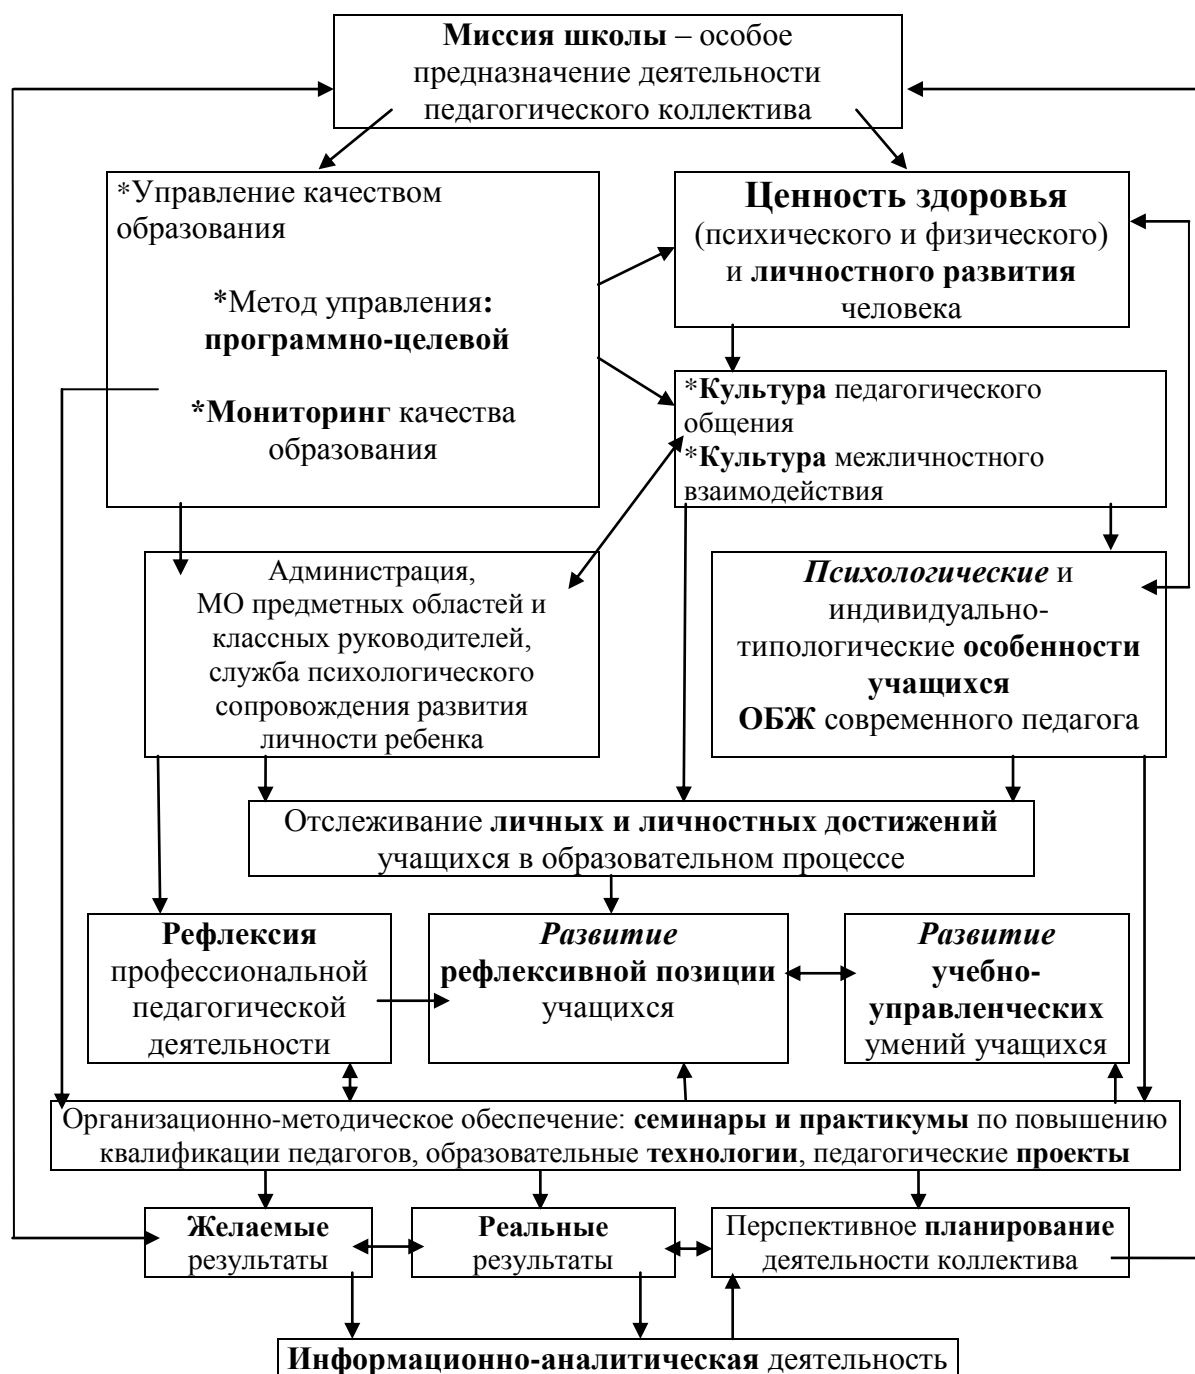 Миссия школы – особое
предназначение деятельности
педагогического коллектива
*Управление качеством
образования
*Метод управления:
программно-целевой
*Мониторинг качества
образования
Ценность здоровья
(психического и физического)
и личностного развития
человека
*Культура педагогического
общения
*Культура межличностного
взаимодействия
Администрация,
МО предметных областей и
классных руководителей,
служба психологического
сопровождения развития
личности ребенка
Психологические и
индивидуально-
типологические особенности
учащихся
ОБЖ современного педагога
Отслеживание личных и личностных достижений
учащихся в образовательном процессе
Рефлексия
профессиональной
педагогической
деятельности
Развитие
рефлексивной позиции
учащихся
Развитие
учебно-
управленческих
умений учащихся
Организационно-методическое обеспечение: семинары и практикумы по повышению
квалификации педагогов, образовательные технологии, педагогические проекты
Желаемые
результаты
Реальные
результаты
Перспективное планирование
деятельности коллектива
Информационно-аналитическая деятельность